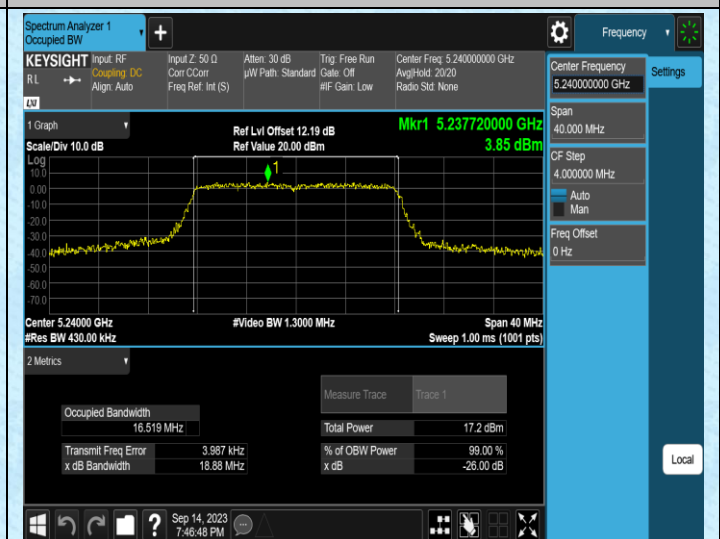 Spectrum Analyzer 1
Occupied BW
Frequency
KEYSIGHT
RL
LXI
Input: RF
Coupling: DC
Align: Auto
Input Z: 50 Ω
Corr CCorr
Freq Ref: Int (S)
Atten: 30 dB
µW Path: Standard
Trig: Free Run
Gate: Off
#IF Gain: Low
Center Freq: 5.240000000 GHz
Avg|Hold: 20/20
Radio Std: None
Center Frequency
5.240000000 GHz
Settings
Span
40.000 MHz
CF Step
4.000000 MHz
Auto
Man
Freq Offset
0 Hz
1 Graph
Scale/Div 10.0 dB
Ref Lvl Offset 12.19 dB
Ref Value 20.00 dBm
Mkr1 5.237720000 GHz
3.85 dBm
Log
10.0
0.00
-10.0
-20.0
-30.0
-40.0
-50.0
-60.0
-70.0
1
Center 5.24000 GHz
#Res BW 430.00 kHz
#Video BW 1.3000 MHz
Span 40 MHz
Sweep 1.00 ms (1001 pts)
2 Metrics
Measure Trace Trace 1
Occupied Bandwidth
16.519 MHz
Total Power 17.2 dBm
Transmit Freq Error 3.987 kHz
% of OBW Power 99.00 %
x dB Bandwidth 18.88 MHz
x dB -26.00 dB
Local
?
Sep 14, 2023
7:46:48 PM